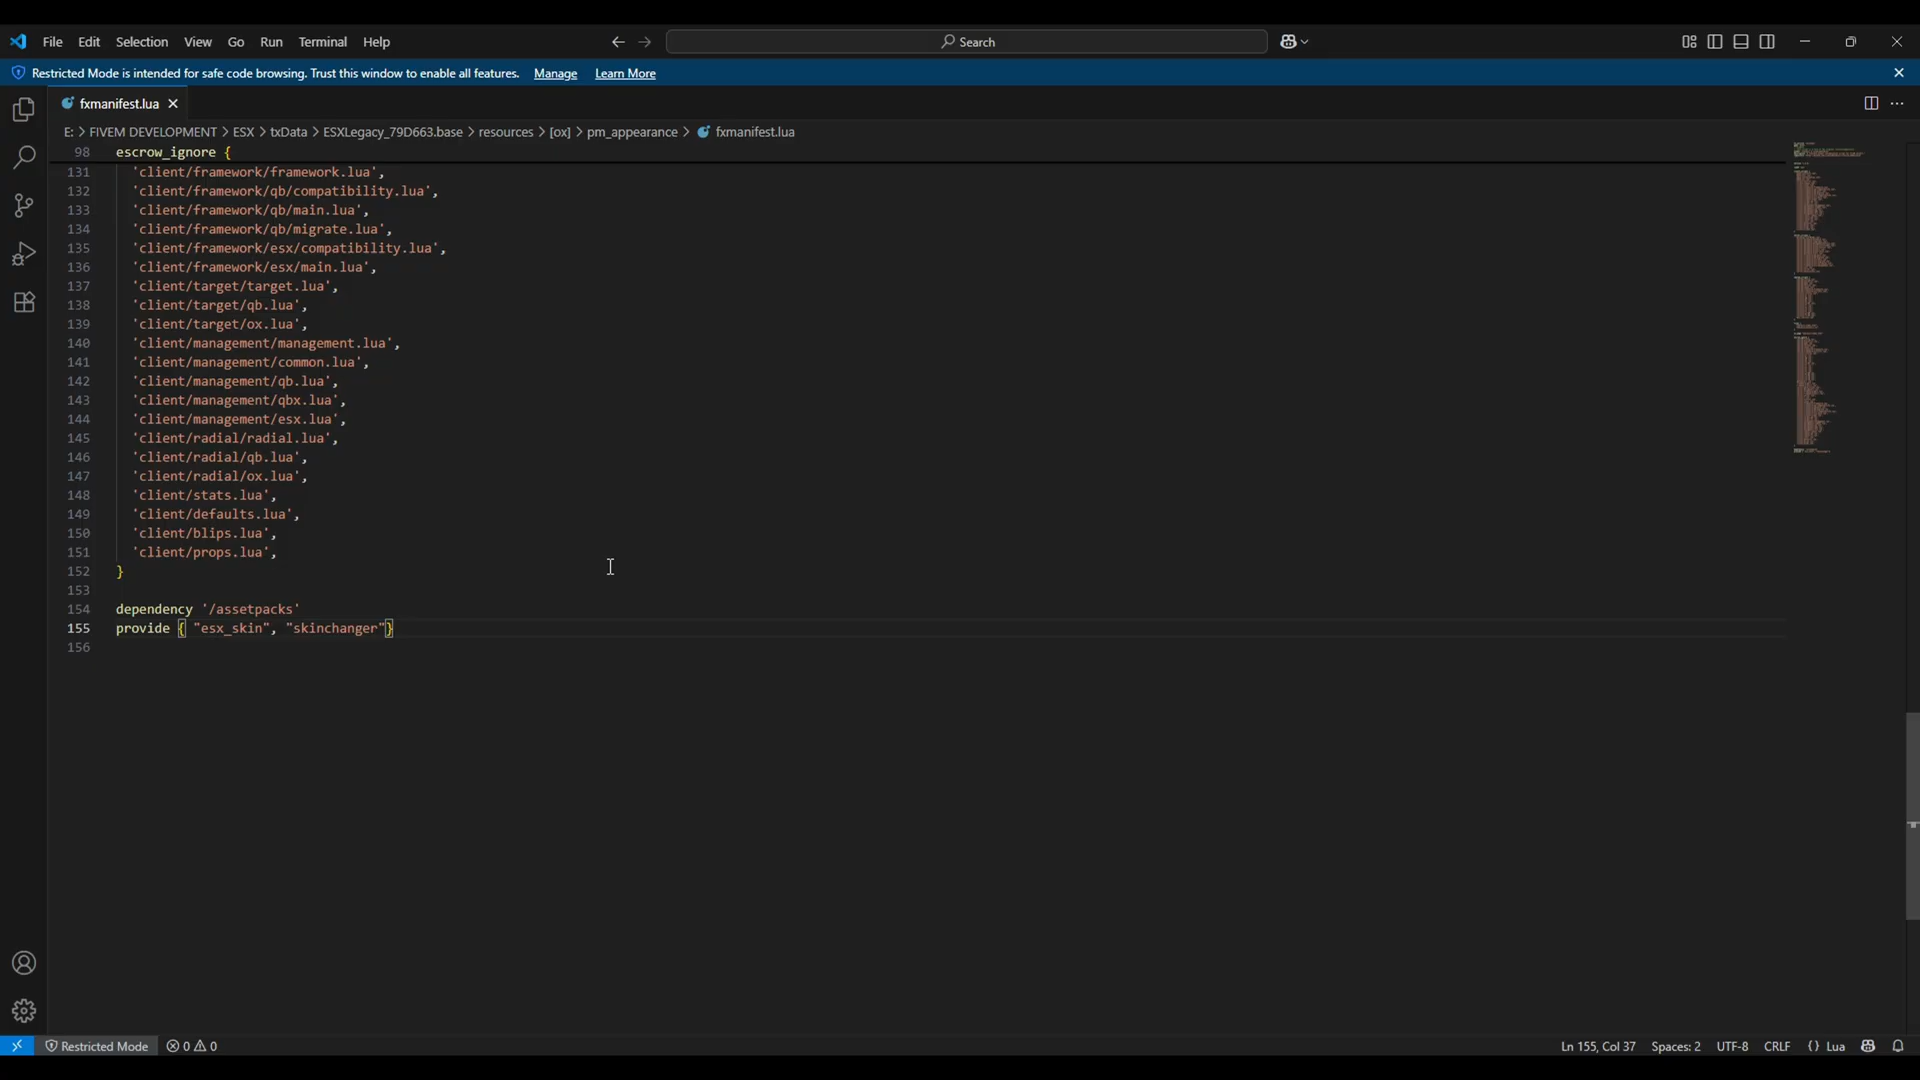 File Edit Selection View Go Run Terminal Help Search
Restricted Mode is intended for safe code browsing. Trust this window to enable all features. Manage Learn More
fxmanifest.lua
E: > FIVEM DEVELOPMENT > ESX > txData > ESXLegacy_79D663.base > resources > [ox] > pm_appearance > fxmanifest.lua
98 escrow_ignore {
131 'client/framework/framework.lua',
132 'client/framework/qb/compatibility.lua',
133 'client/framework/qb/main.lua',
134 'client/framework/qb/migrate.lua',
135 'client/framework/esx/compatibility.lua',
136 'client/framework/esx/main.lua',
137 'client/target/target.lua',
138 'client/target/qb.lua',
139 'client/target/ox.lua',
140 'client/management/management.lua',
141 'client/management/common.lua',
142 'client/management/qb.lua',
143 'client/management/qbx.lua',
144 'client/management/esx.lua',
145 'client/radial/radial.lua',
146 'client/radial/qb.lua',
147 'client/radial/ox.lua',
148 'client/stats.lua',
149 'client/defaults.lua',
150 'client/blips.lua',
151 'client/props.lua',
152 }
153
154 dependency '/assetpacks'
155 provide { "esx_skin", "skinchanger"}
156
Restricted Mode 0 0 Ln 155, Col 37 Spaces: 2 UTF-8 CRLF {} Lua